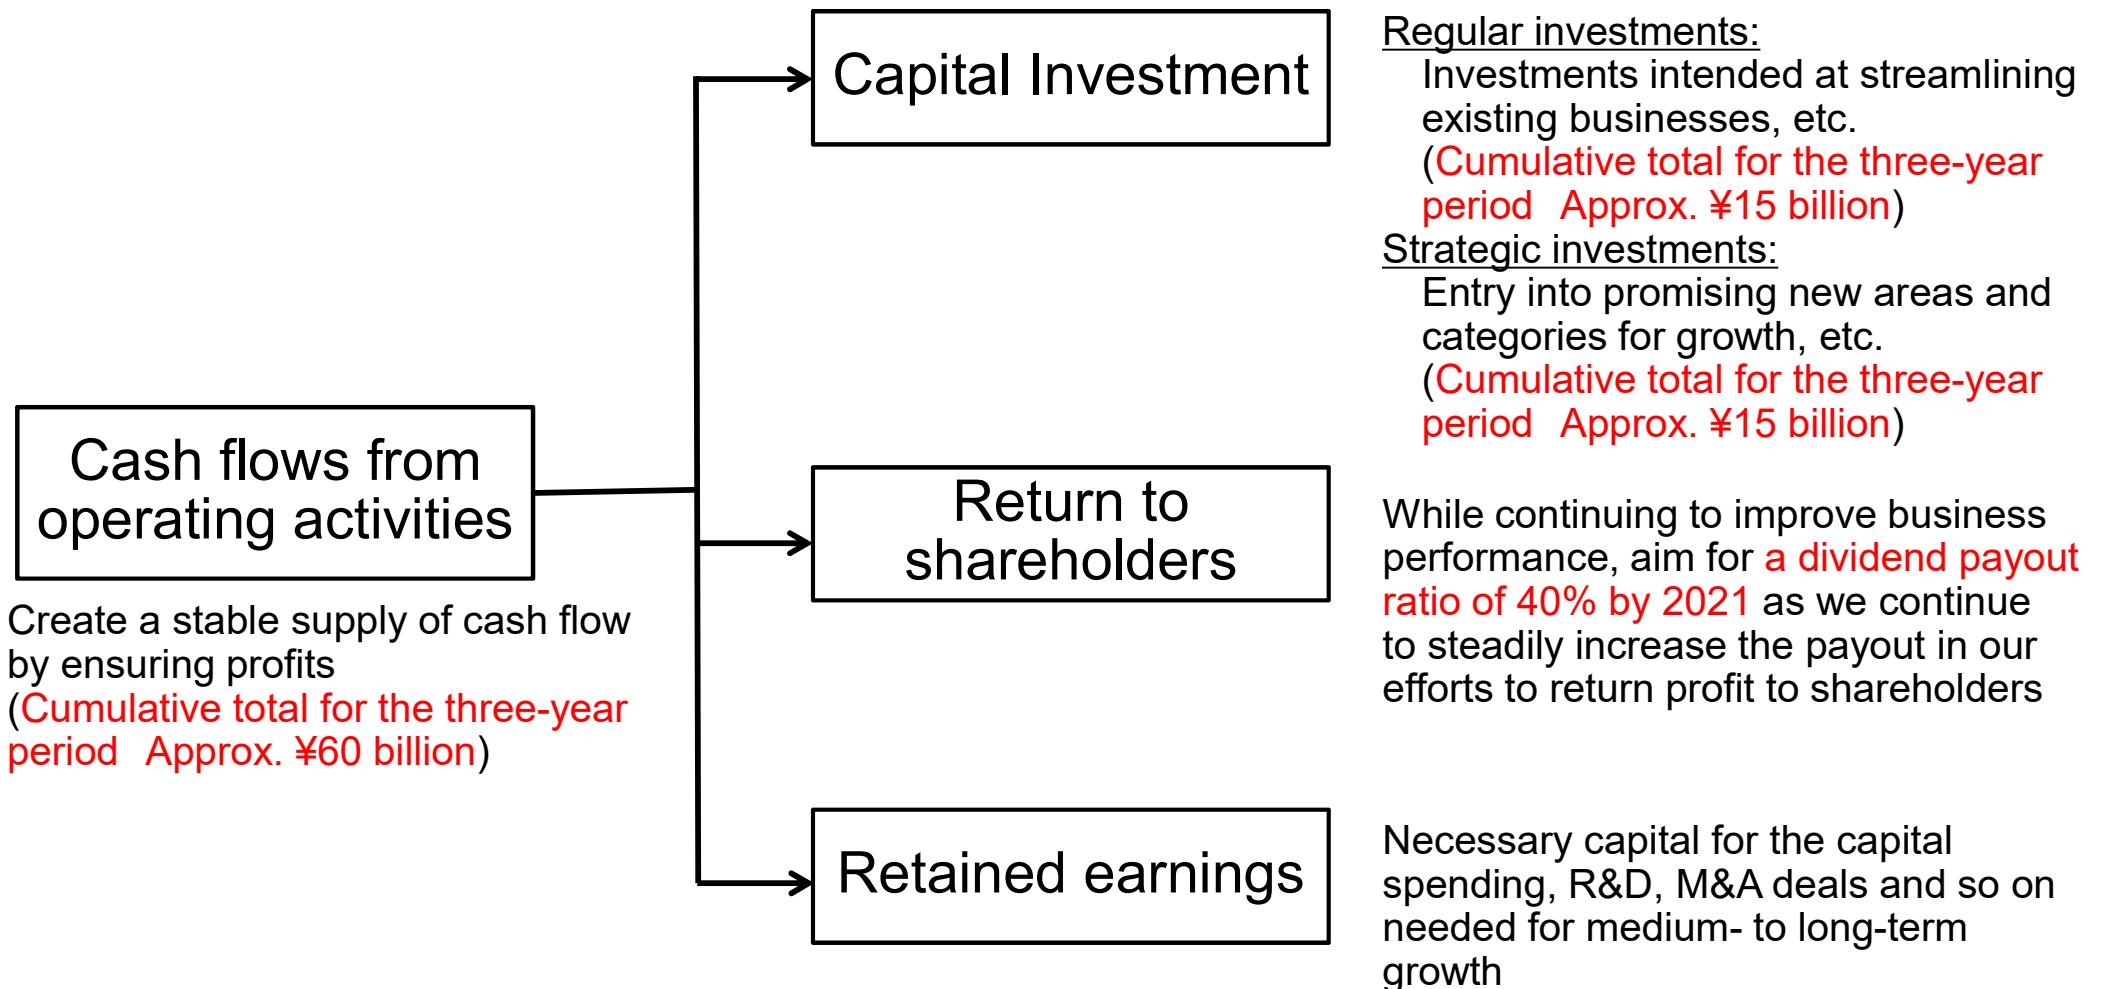 Capital Investment
Regular investments:
Investments intended at streamlining
existing businesses, etc.
(Cumulative total for the three-year
period Approx. ¥15 billion)
Strategic investments:
Entry into promising new areas and
categories for growth, etc.
(Cumulative total for the three-year
period Approx. ¥15 billion)
Cash flows from
operating activities
Create a stable supply of cash flow
by ensuring profits
(Cumulative total for the three-year
period Approx. ¥60 billion)
Return to
shareholders
While continuing to improve business
performance, aim for a dividend payout
ratio of 40% by 2021 as we continue
to steadily increase the payout in our
efforts to return profit to shareholders
Retained earnings
Necessary capital for the capital
spending, R&D, M&A deals and so on
needed for medium- to long-term
growth